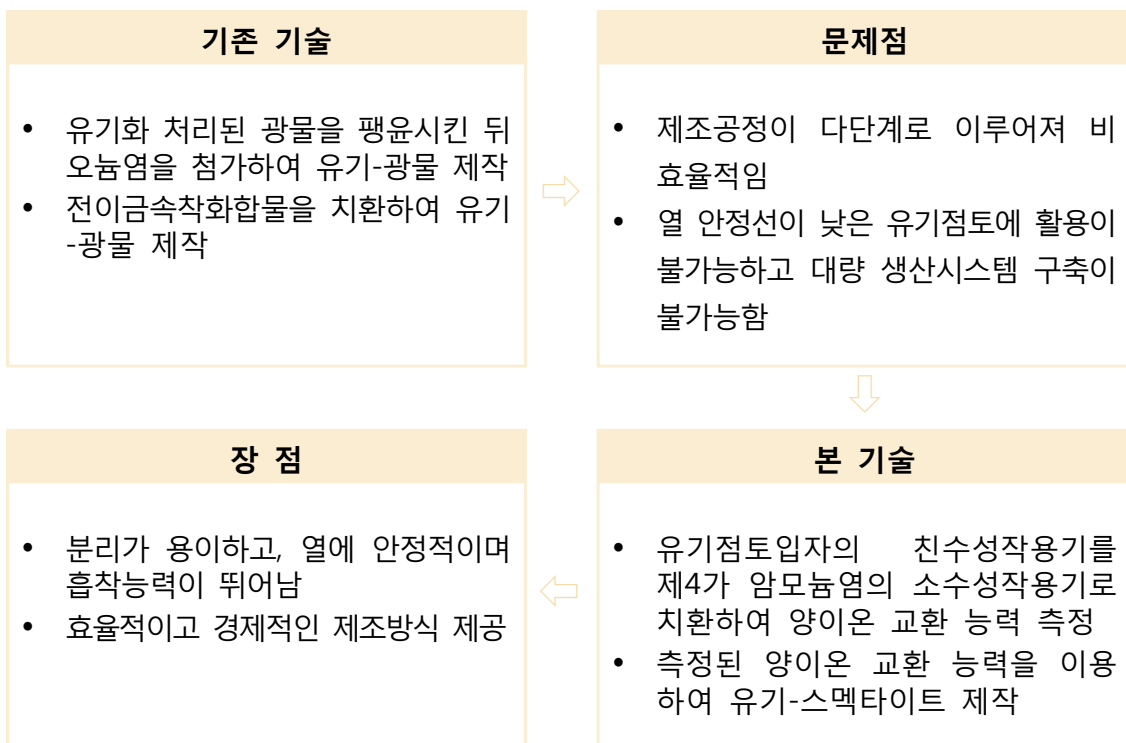 기존 기술
• 유기화 처리된 광물을 팽윤시킨 뒤
오늄염을 첨가하여 유기-광물 제작
• 전이금속착화합물을 치환하여 유기
-광물 제작
문제점
• 제조공정이 다단계로 이루어져 비
효율적임
• 열 안정선이 낮은 유기점토에 활용이
불가능하고 대량 생산시스템 구축이
불가능함
장 점
• 분리가 용이하고, 열에 안정적이며
흡착능력이 뛰어남
• 효율적이고 경제적인 제조방식 제공
본 기술
• 유기점토입자의 친수성작용기를
제4가 암모늄염의 소수성작용기로
치환하여 양이온 교환 능력 측정
• 측정된 양이온 교환 능력을 이용
하여 유기-스멕타이트 제작